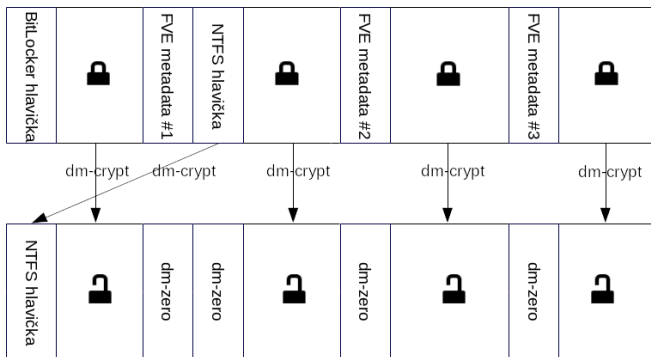 BitLocker hlavička
FVE metadata #1
NTFS hlavička
FVE metadata #2
FVE metadata #3
dm-crypt
dm-crypt
dm-crypt
dm-crypt
dm-crypt
NTFS hlavička
dm-zero
dm-zero
dm-zero
dm-zero